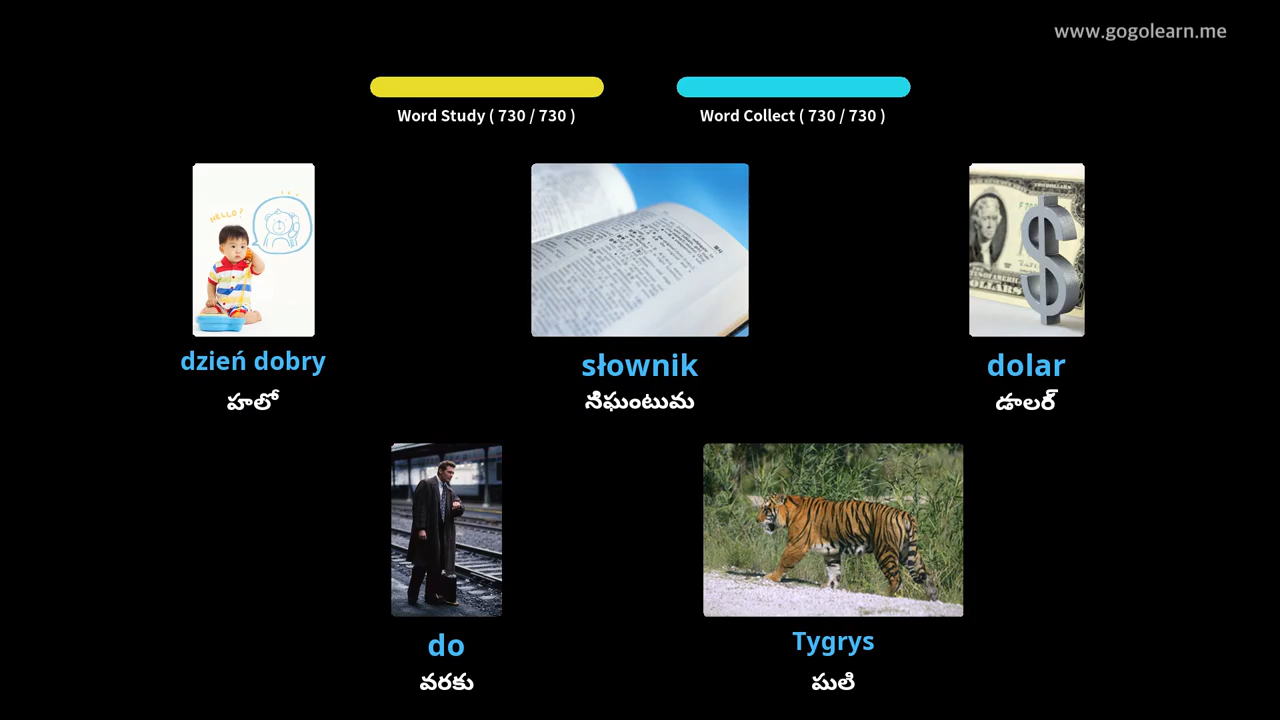 www.gogolearn.me
Word Study ( 730 / 730 )
Word Collect ( 730 / 730 )
HELLO?
dzień dobry
హలో
słownik
నిఘంటువు
dolar
డాలర్
do
వరకు
Tygrys
పులి